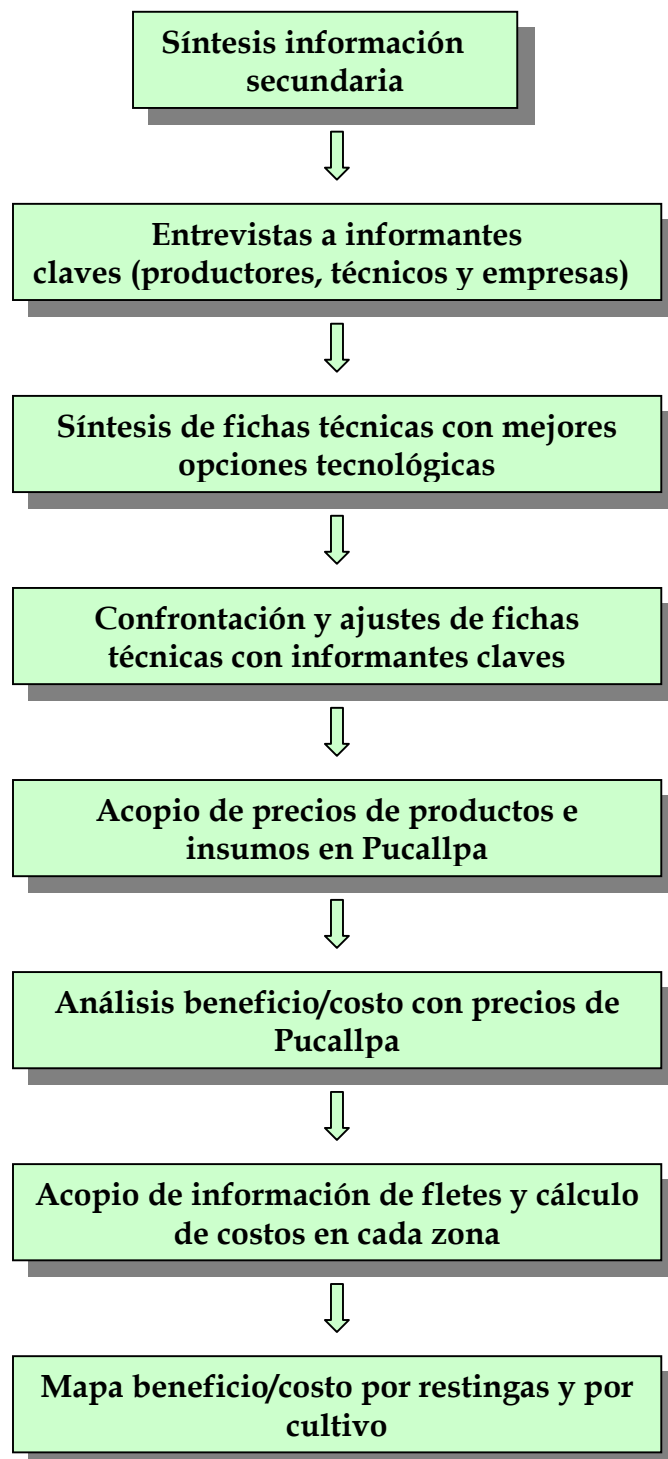 Síntesis información
secundaria
Entrevistas a informantes
claves (productores, técnicos y empresas)
Síntesis de fichas técnicas con mejores
opciones tecnológicas
Confrontación y ajustes de fichas
técnicas con informantes claves
Acopio de precios de productos e
insumos en Pucallpa
Análisis beneficio/costo con precios de
Pucallpa
Acopio de información de fletes y cálculo
de costos en cada zona
Mapa beneficio/costo por restingas y por
cultivo